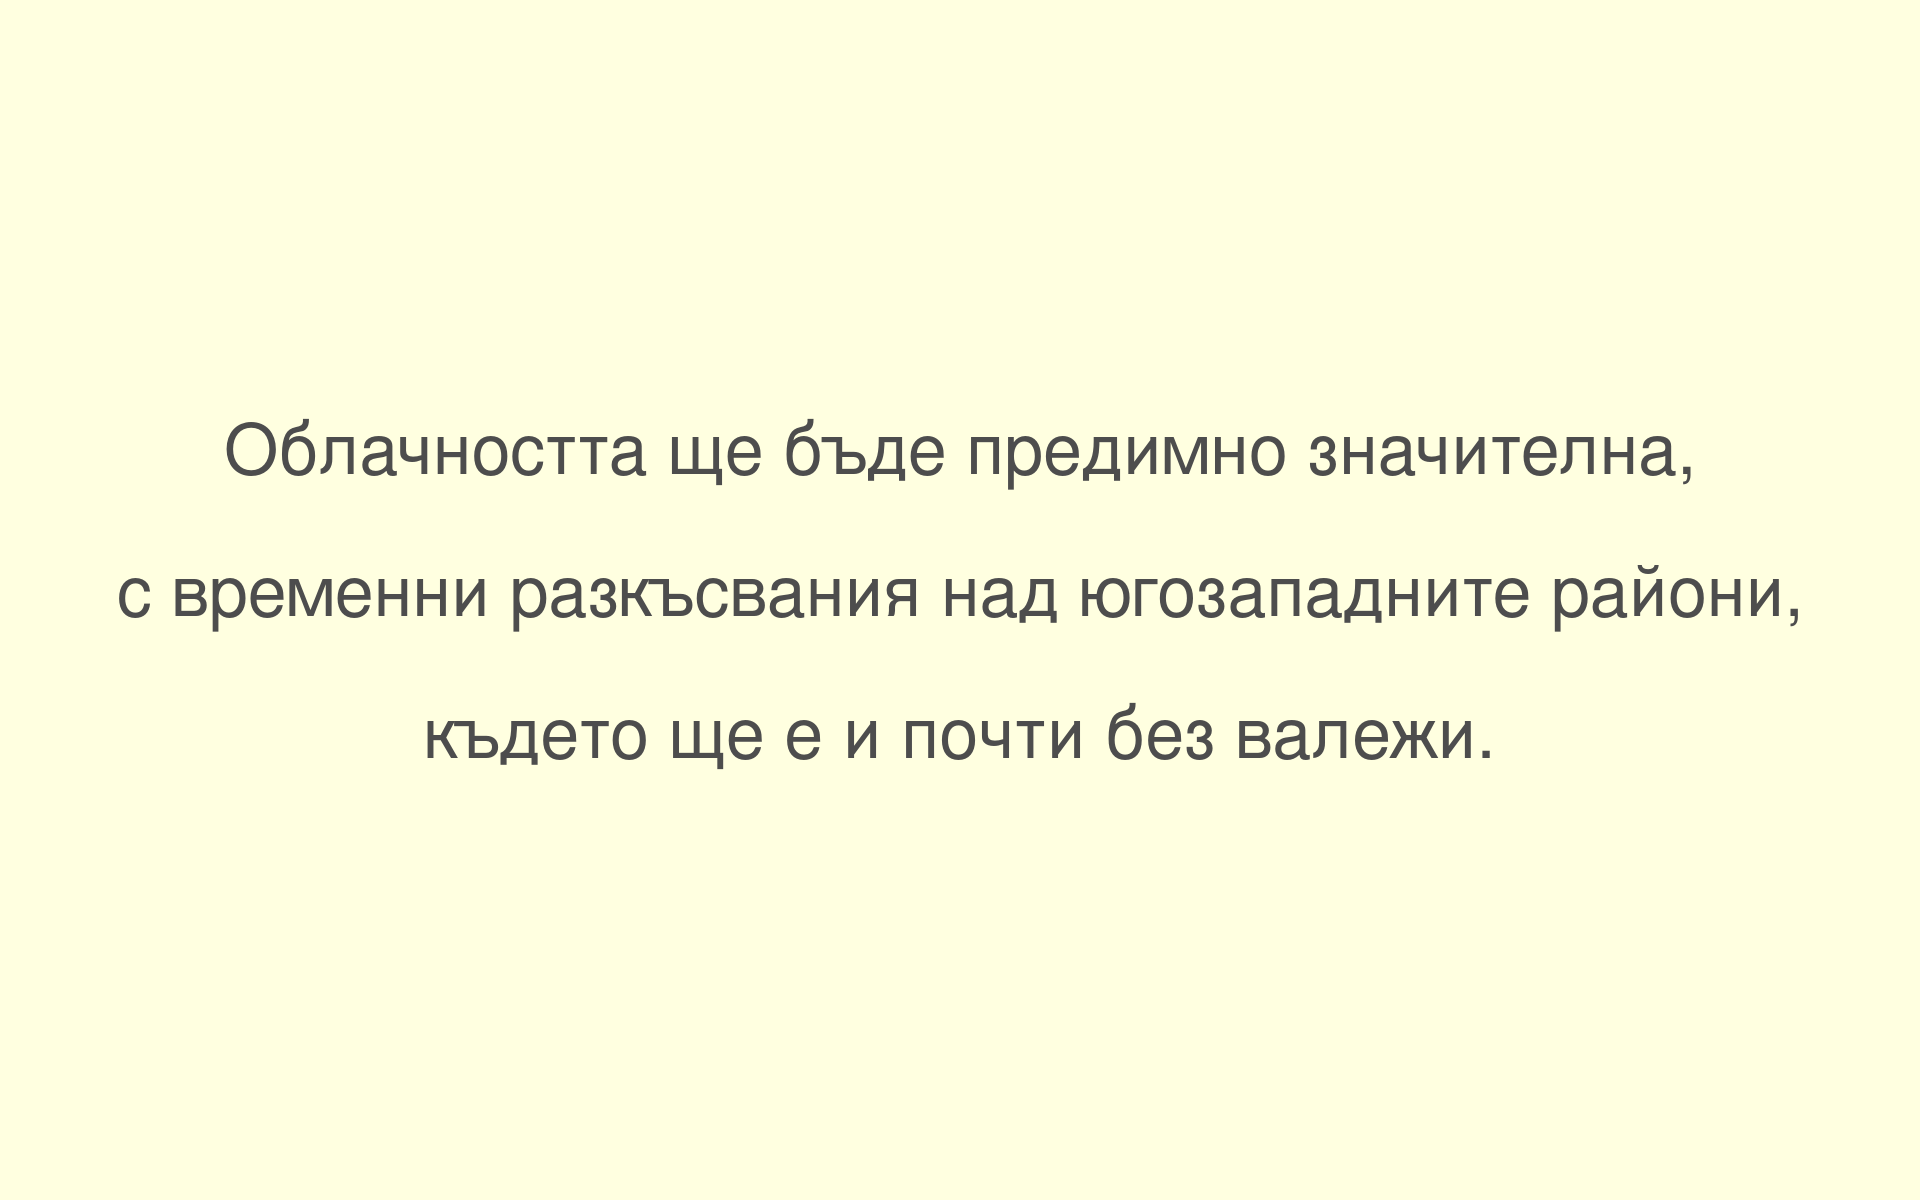 Облачността ще бъде предимно значителна,
с временни разкъсвания над югозападните райони,
където ще е и почти без валежи.